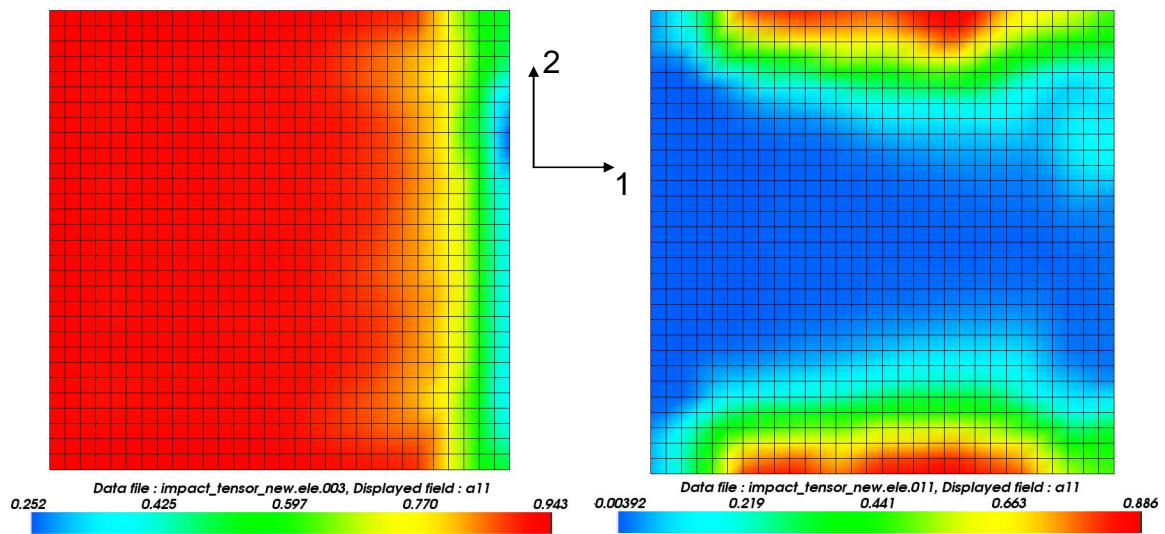 2
1
Data file : impact_tensor_new.ele.003, Displayed field : a11
0.252 0.425 0.597 0.770 0.943
Data file : impact_tensor_new.ele.011, Displayed field : a11
0.00392 0.219 0.441 0.663 0.886